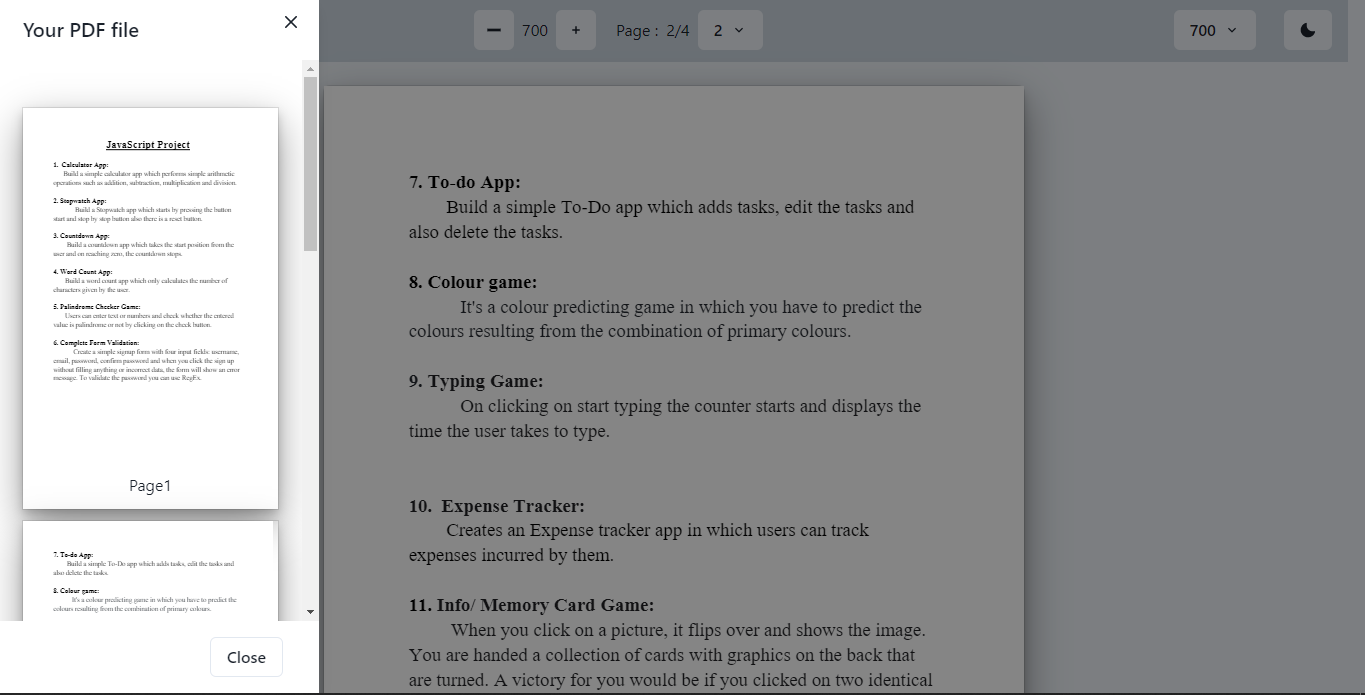 Your PDF file
JavaScript Project
1. Calculator App:
Build a simple calculator app which performs simple arithmetic
operations such as addition, subtraction, multiplication and division.
2. Stopwatch App:
Build a Stopwatch app which starts by pressing the button
start and stop by stop button also there is a reset button.
3. Countdown App:
Build a countdown app which takes the start position from the
user and on reaching zero, the countdown stops.
4. Word Count App:
Build a word count app which only calculates the number of
characters given by the user.
5. Palindrome Checker Game:
Users can enter text or numbers and check whether the entered
value is palindrome or not by clicking on the check button.
6. Complete Form Validation:
Create a simple signup form with four input fields: username,
email, password, confirm password and when you click the sign up
without filling anything or incorrect data, the form will show an error
message. To validate the password you can use RegEx.
Page1
7. To-do App:
Build a simple To-Do app which adds tasks, edit the tasks and
also delete the tasks.
8. Colour game:
It's a colour predicting game in which you have to predict the
colours resulting from the combination of primary colours.
Close
700 + Page : 2/4 2
700
7. To-do App:
Build a simple To-Do app which adds tasks, edit the tasks and
also delete the tasks.
8. Colour game:
It's a colour predicting game in which you have to predict the
colours resulting from the combination of primary colours.
9. Typing Game:
On clicking on start typing the counter starts and displays the
time the user takes to type.
10. Expense Tracker:
Creates an Expense tracker app in which users can track
expenses incurred by them.
11. Info/ Memory Card Game:
When you click on a picture, it flips over and shows the image.
You are handed a collection of cards with graphics on the back that
are turned. A victory for you would be if you clicked on two identical